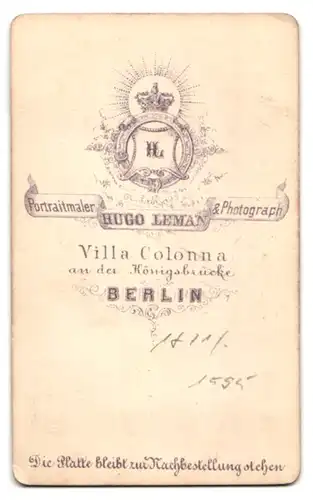 HL
Portraitmaler HUGO LEMAN & Photograph
Villa Colonna
an der Königsbrücke
BERLIN
Die Platte bleibt zur Nachbestellung stehen